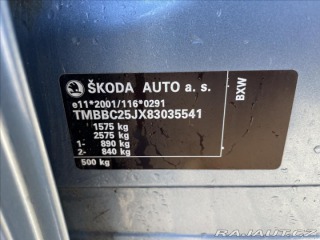 ŠKODA AUTO a. s.
e11*2001/116*0291
TMBBC25JX83035541
1575 kg
2575 kg
1- 890 kg
2- 840 kg
500 kg
BXW
RAJAUT.CZ